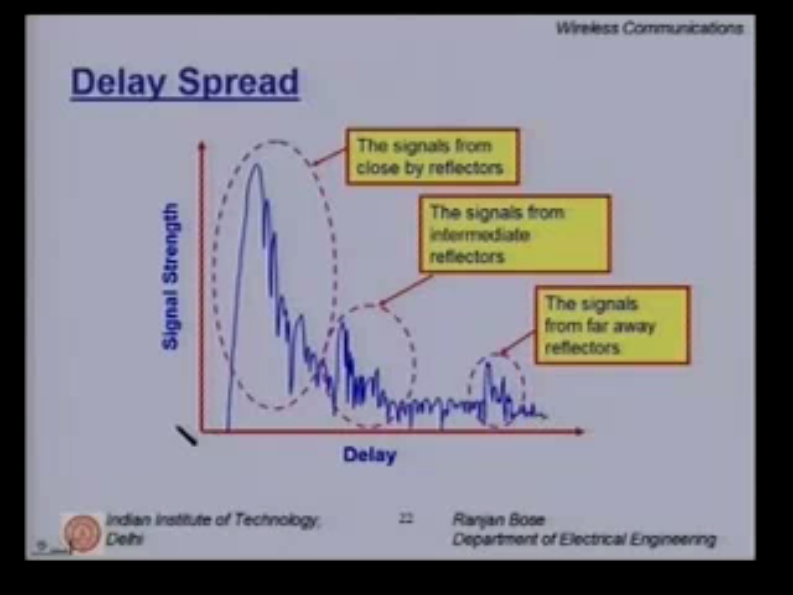 Wireless Communications
Delay Spread
The signals from
close by reflectors
The signals from
intermediate
reflectors
The signals
from far away
reflectors
Signal Strength
Delay
Indian Institute of Technology,
Delhi
22
Ranjan Bose
Department of Electrical Engineering